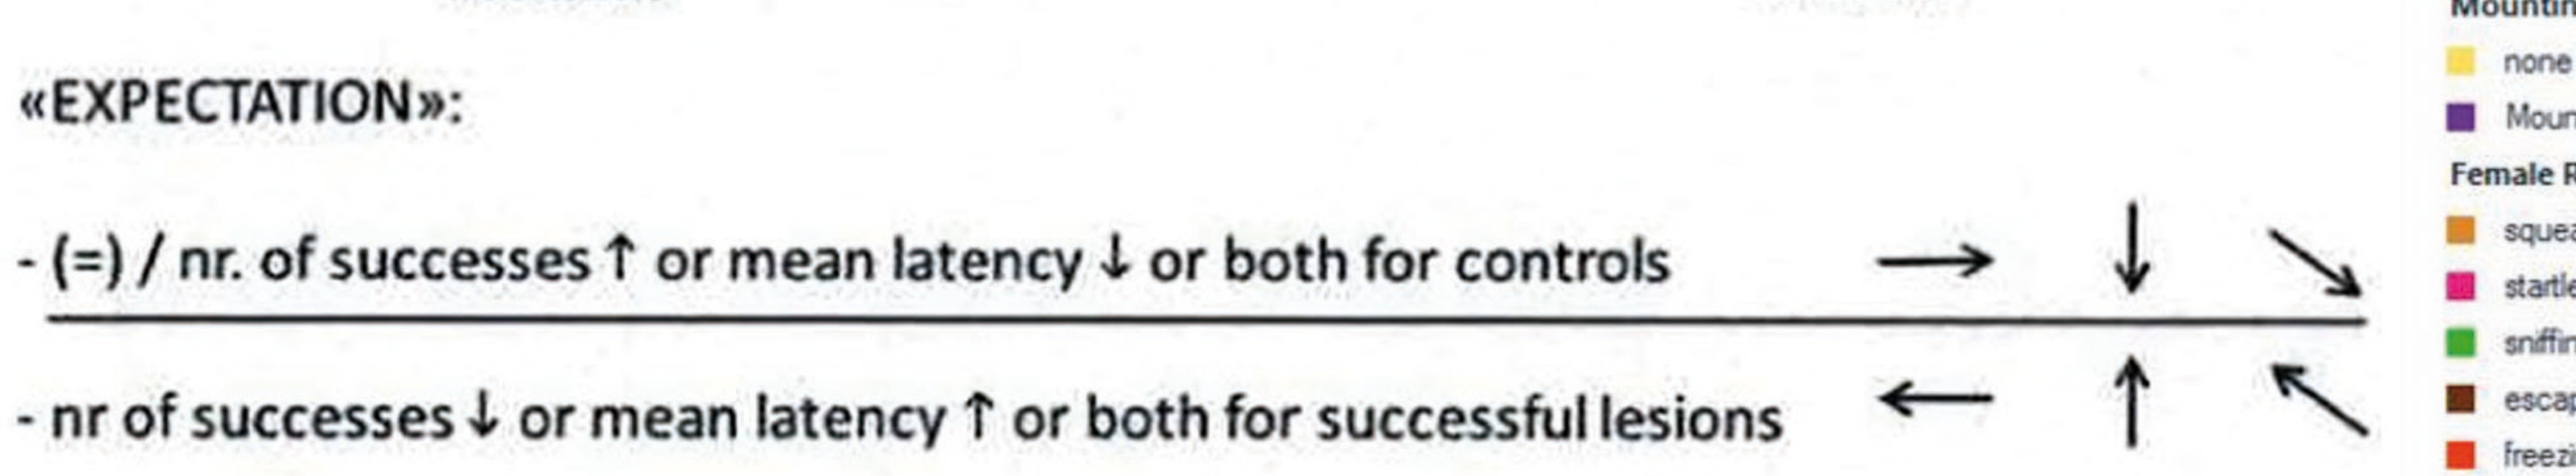 «EXPECTATION»:
- (=) / nr. of successes ↑ or mean latency ↓ or both for controls → ↓ ↘
- nr of successes ↓ or mean latency ↑ or both for successful lesions ← ↑ ↖
none
Female